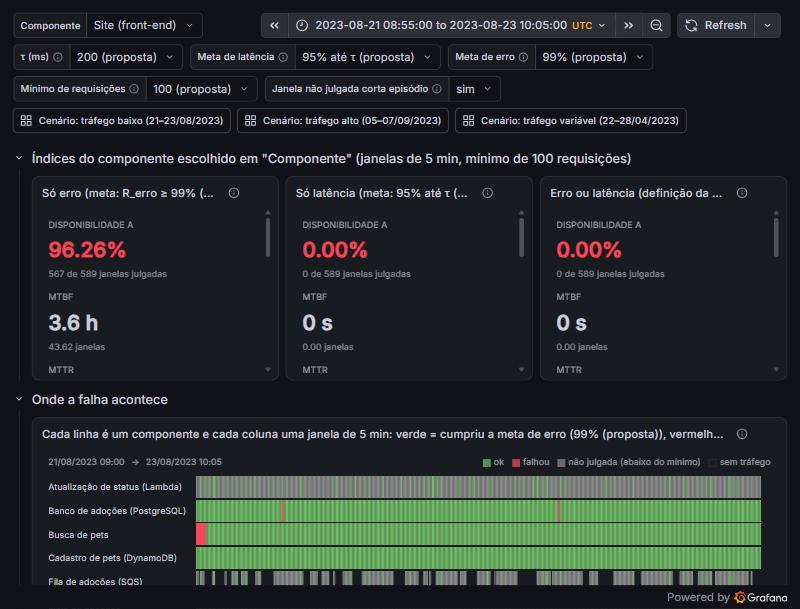 Componente Site (front-end) 2023-08-21 08:55:00 to 2023-08-23 10:05:00 UTC Refresh
τ (ms) 200 (proposta) Meta de latência 95% até τ (proposta) Meta de erro 99% (proposta)
Mínimo de requisições 100 (proposta) Janela não julgada corta episódio sim
Cenário: tráfego baixo (21–23/08/2023) Cenário: tráfego alto (05–07/09/2023) Cenário: tráfego variável (22–28/04/2023)
Índices do componente escolhido em "Componente" (janelas de 5 min, mínimo de 100 requisições)
Só erro (meta: R_erro ≥ 99% (...
DISPONIBILIDADE A
96.26%
567 de 589 janelas julgadas
MTBF
3.6 h
43.62 janelas
MTTR
Só latência (meta: 95% até τ (...
DISPONIBILIDADE A
0.00%
0 de 589 janelas julgadas
MTBF
0 s
0.00 janelas
MTTR
Erro ou latência (definição da ...
DISPONIBILIDADE A
0.00%
0 de 589 janelas julgadas
MTBF
0 s
0.00 janelas
MTTR
Onde a falha acontece
Cada linha é um componente e cada coluna uma janela de 5 min: verde = cumpriu a meta de erro (99% (proposta)), vermelh...
21/08/2023 09:00 → 23/08/2023 10:05 ok falhou não julgada (abaixo do mínimo) sem tráfego
Atualização de status (Lambda)
Banco de adoções (PostgreSQL)
Busca de pets
Cadastro de pets (DynamoDB)
Fila de adoções (SQS)
Powered by Grafana